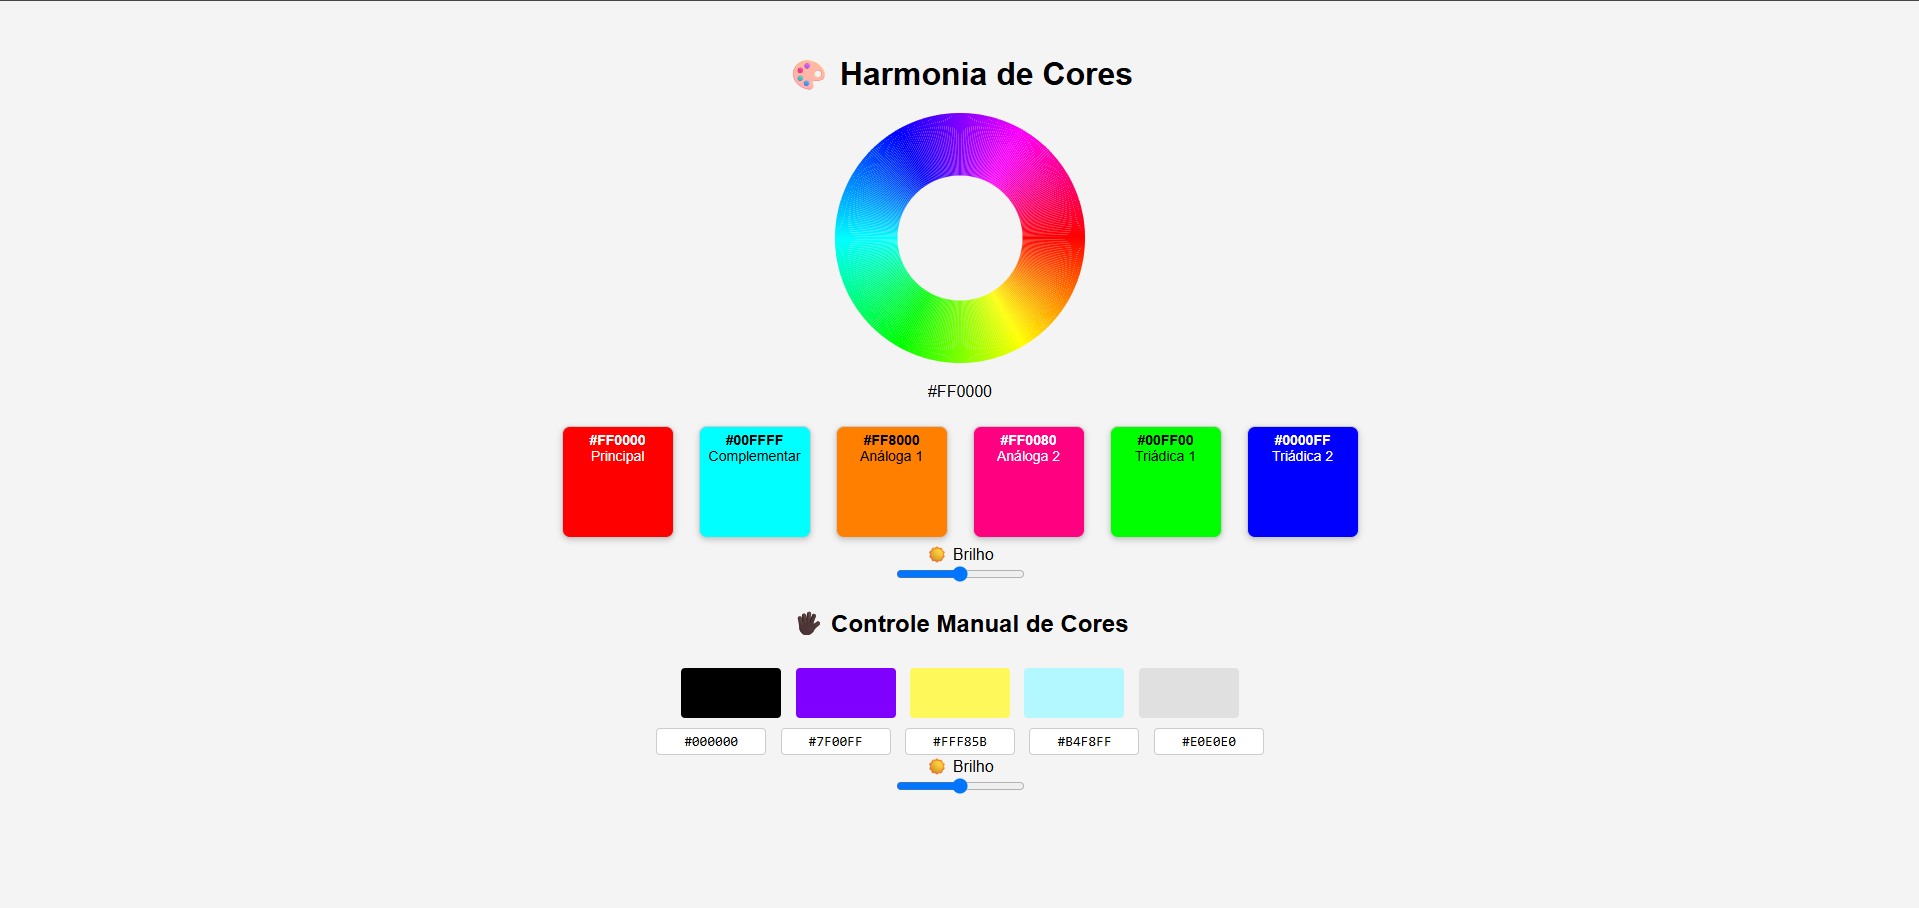 Harmonia de Cores
#FF0000
#FF0000 #00FFFF #FF8000 #FF0080 #00FF00 #0000FF
Principal Complementar Análoga 1 Análoga 2 Triádica 1 Triádica 2
Brilho
Controle Manual de Cores
#000000 #7F00FF #FFF85B #B4F8FF #E0E0E0
Brilho